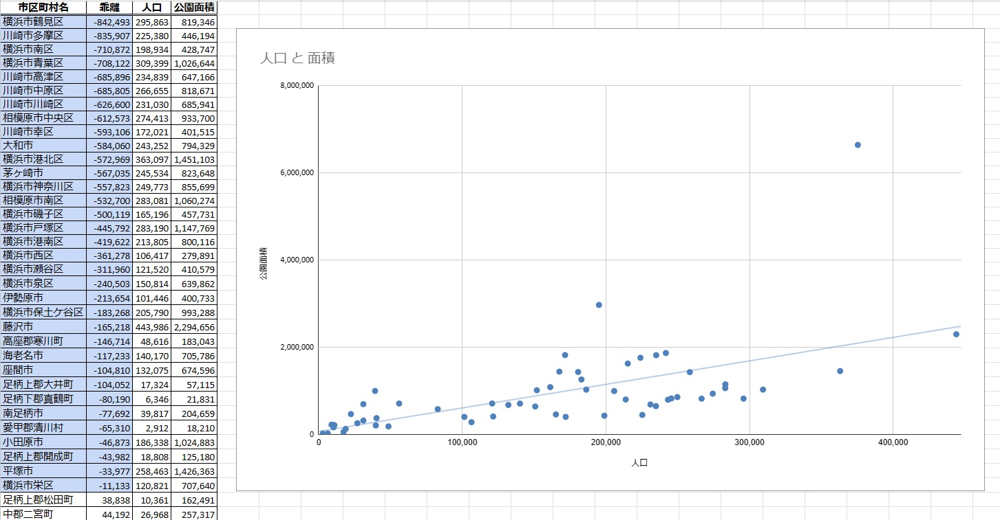 市区町村名 乖離 人口 公園面積
横浜市鶴見区 -842,493 295,863 819,346
川崎市多摩区 -835,907 225,380 446,194
横浜市南区 -710,872 198,934 428,747
横浜市青葉区 -708,122 309,399 1,026,644
川崎市高津区 -685,896 234,839 647,166
川崎市中原区 -685,805 266,655 818,671
川崎市川崎区 -626,600 231,030 685,941
相模原市中央区 -612,573 274,413 933,700
川崎市幸区 -593,106 172,021 401,515
大和市 -584,060 243,252 794,329
横浜市港北区 -572,969 363,097 1,451,103
茅ヶ崎市 -567,035 245,534 823,648
横浜市神奈川区 -557,823 249,773 855,699
相模原市南区 -532,700 283,081 1,060,274
横浜市磯子区 -500,119 165,196 457,731
横浜市戸塚区 -445,792 283,190 1,147,769
横浜市港南区 -419,622 213,805 800,116
横浜市西区 -361,278 106,417 279,891
横浜市瀬谷区 -311,960 121,520 410,579
横浜市泉区 -240,503 150,814 639,862
伊勢原市 -213,654 101,446 400,733
横浜市保土ケ谷区 -183,268 205,790 993,288
藤沢市 -165,218 443,986 2,294,656
高座郡寒川町 -146,714 48,616 183,043
海老名市 -117,233 140,170 705,786
座間市 -104,810 132,075 674,596
足柄上郡大井町 -104,052 17,324 57,115
足柄下郡真鶴町 -80,190 6,346 21,831
南足柄市 -77,692 39,817 204,659
愛甲郡清川村 -65,310 2,912 18,210
小田原市 -46,873 186,338 1,024,883
足柄上郡開成町 -43,982 18,808 125,180
平塚市 -33,977 258,463 1,426,363
横浜市栄区 -11,133 120,821 707,640
足柄上郡松田町 38,838 10,361 162,491
中郡二宮町 44,192 26,968 257,317
人口 と 面積
8,000,000
6,000,000
4,000,000
2,000,000
0
公園面積
0 100,000 200,000 300,000 400,000
人口